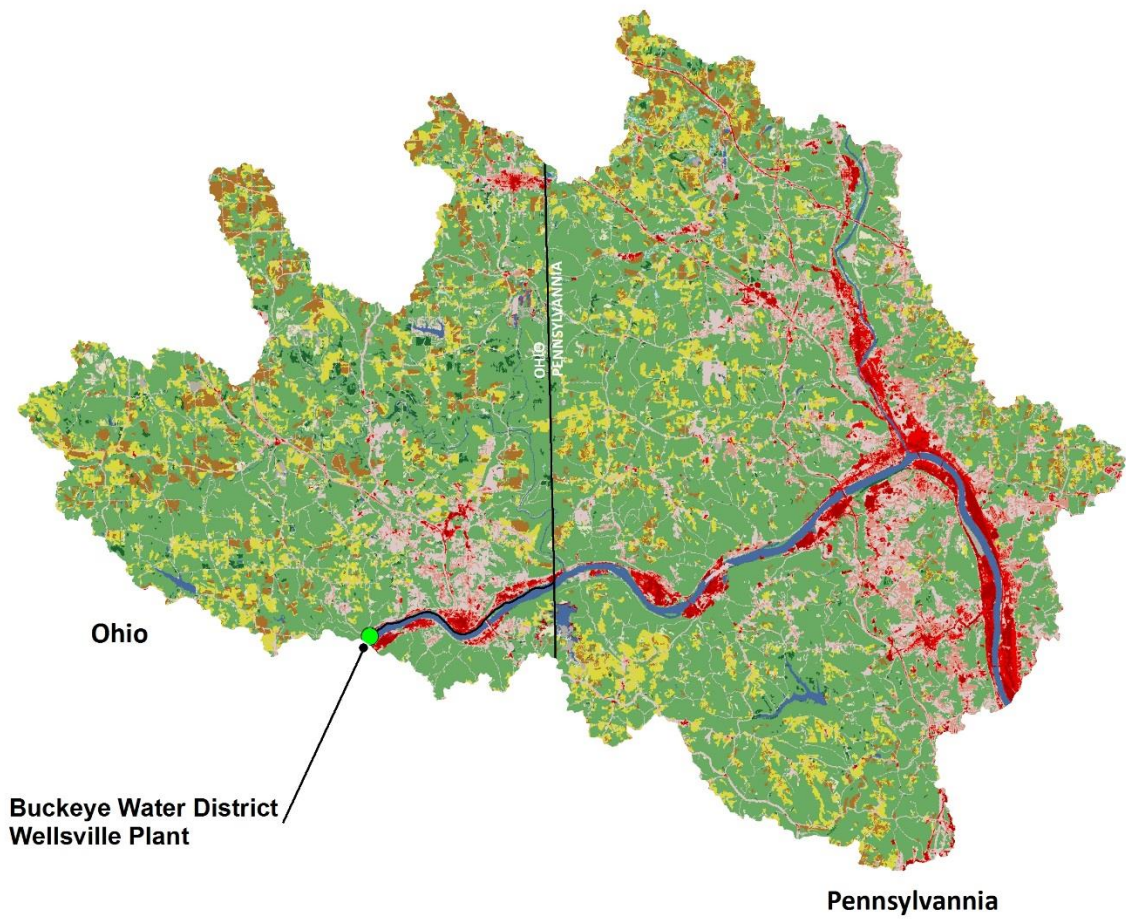 OHIO
PENNSYLVANNIA
Ohio
Buckeye Water District
Wellsville Plant
Pennsylvannia